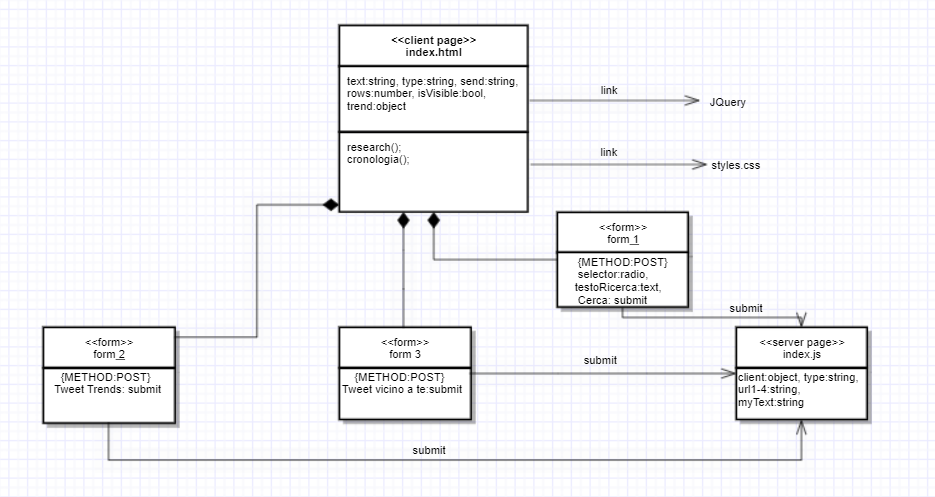 <<client page>>
index.html
text:string, type:string, send:string,
rows:number, isVisible:bool,
trend:object
research();
cronologia();
link
JQuery
link
styles.css
<<form>>
form_1
{METHOD:POST}
selector:radio,
testoRicerca:text,
Cerca: submit
submit
<<form>>
form_2
{METHOD:POST}
Tweet Trends: submit
<<form>>
form 3
{METHOD:POST}
Tweet vicino a te:submit
submit
<<server page>>
index.js
client:object, type:string,
url1-4:string,
myText:string
submit